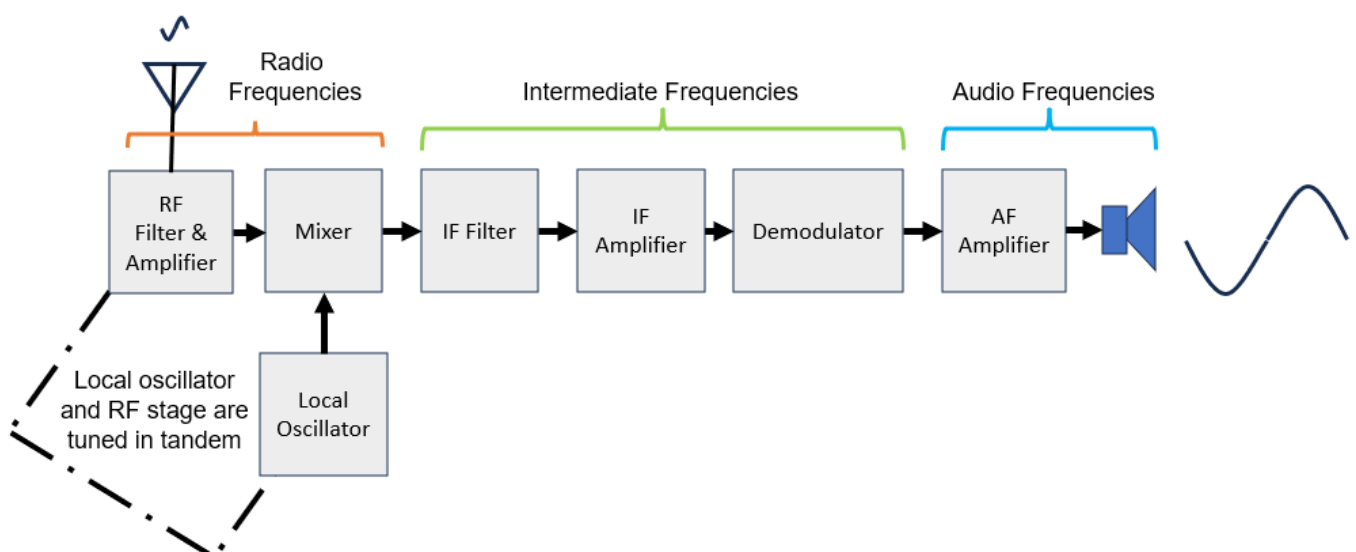 Radio
Frequencies
Intermediate Frequencies
Audio Frequencies
RF
Filter &
Amplifier
Mixer
IF Filter
IF
Amplifier
Demodulator
AF
Amplifier
Local oscillator
and RF stage are
tuned in tandem
Local
Oscillator